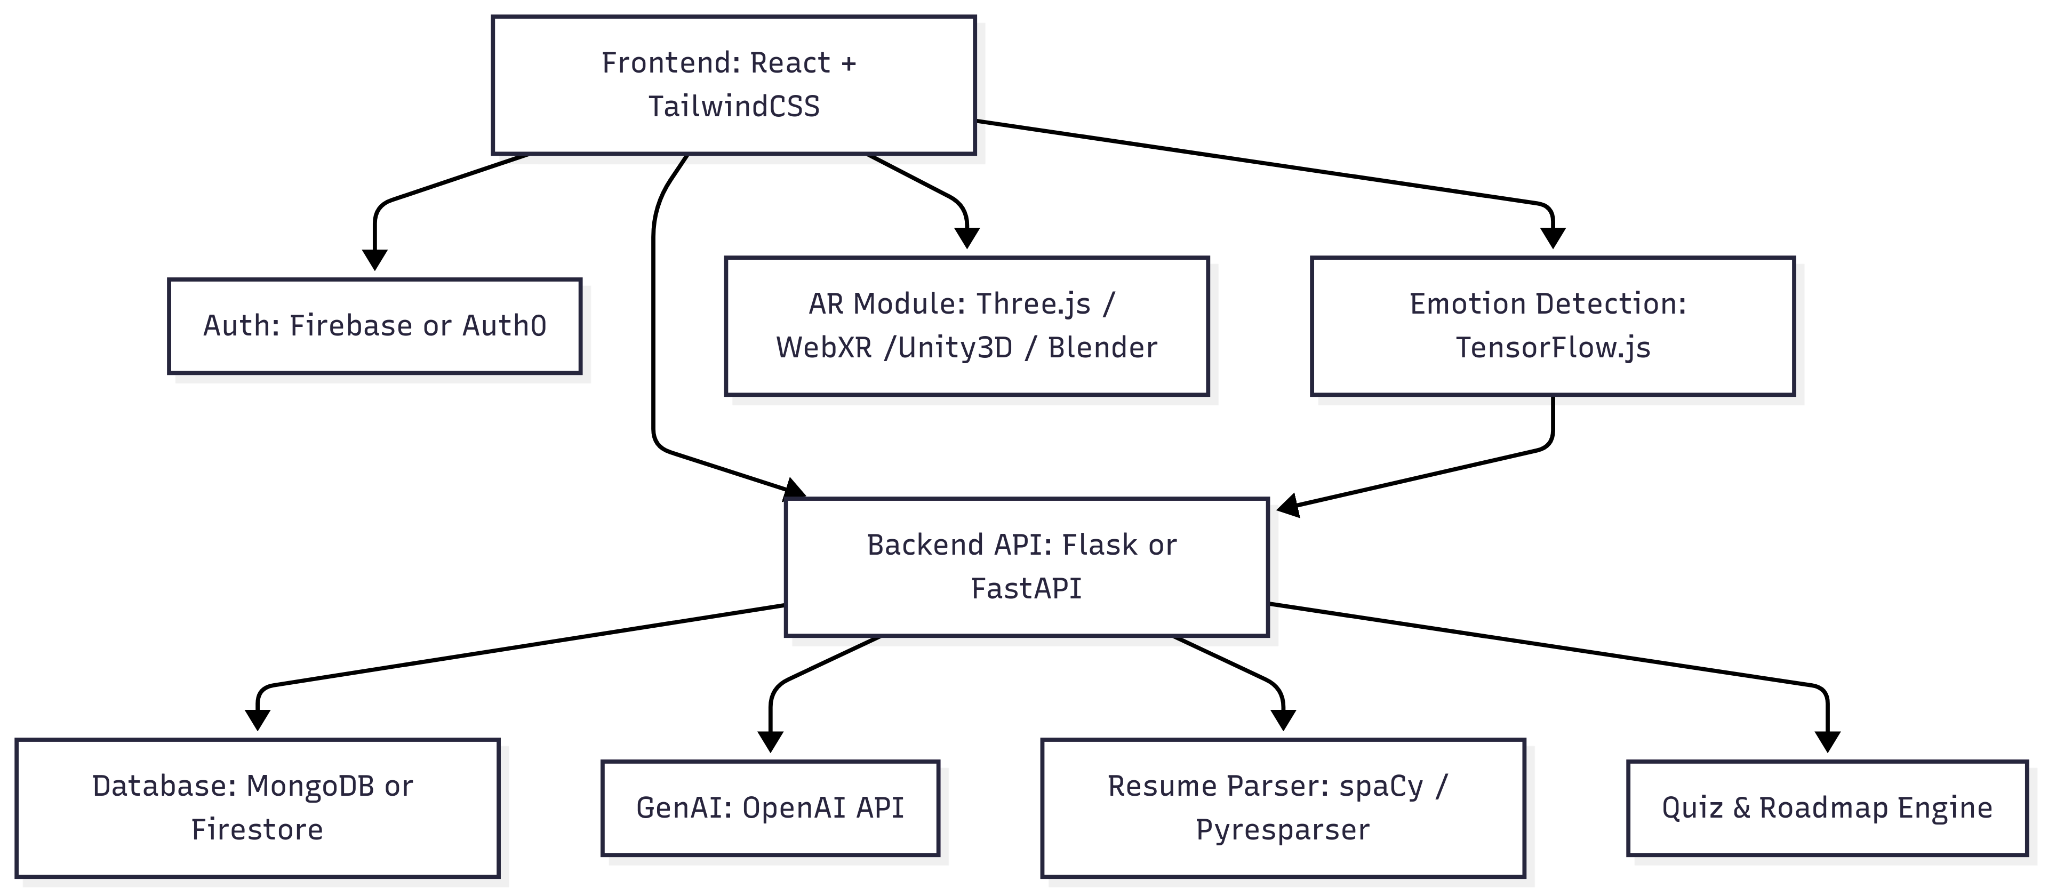 Frontend: React +
TailwindCSS
Auth: Firebase or Auth0
AR Module: Three.js /
WebXR /Unity3D / Blender
Emotion Detection:
TensorFlow.js
Backend API: Flask or
FastAPI
Database: MongoDB or
Firestore
GenAI: OpenAI API
Resume Parser: spaCy /
Pyresparser
Quiz & Roadmap Engine